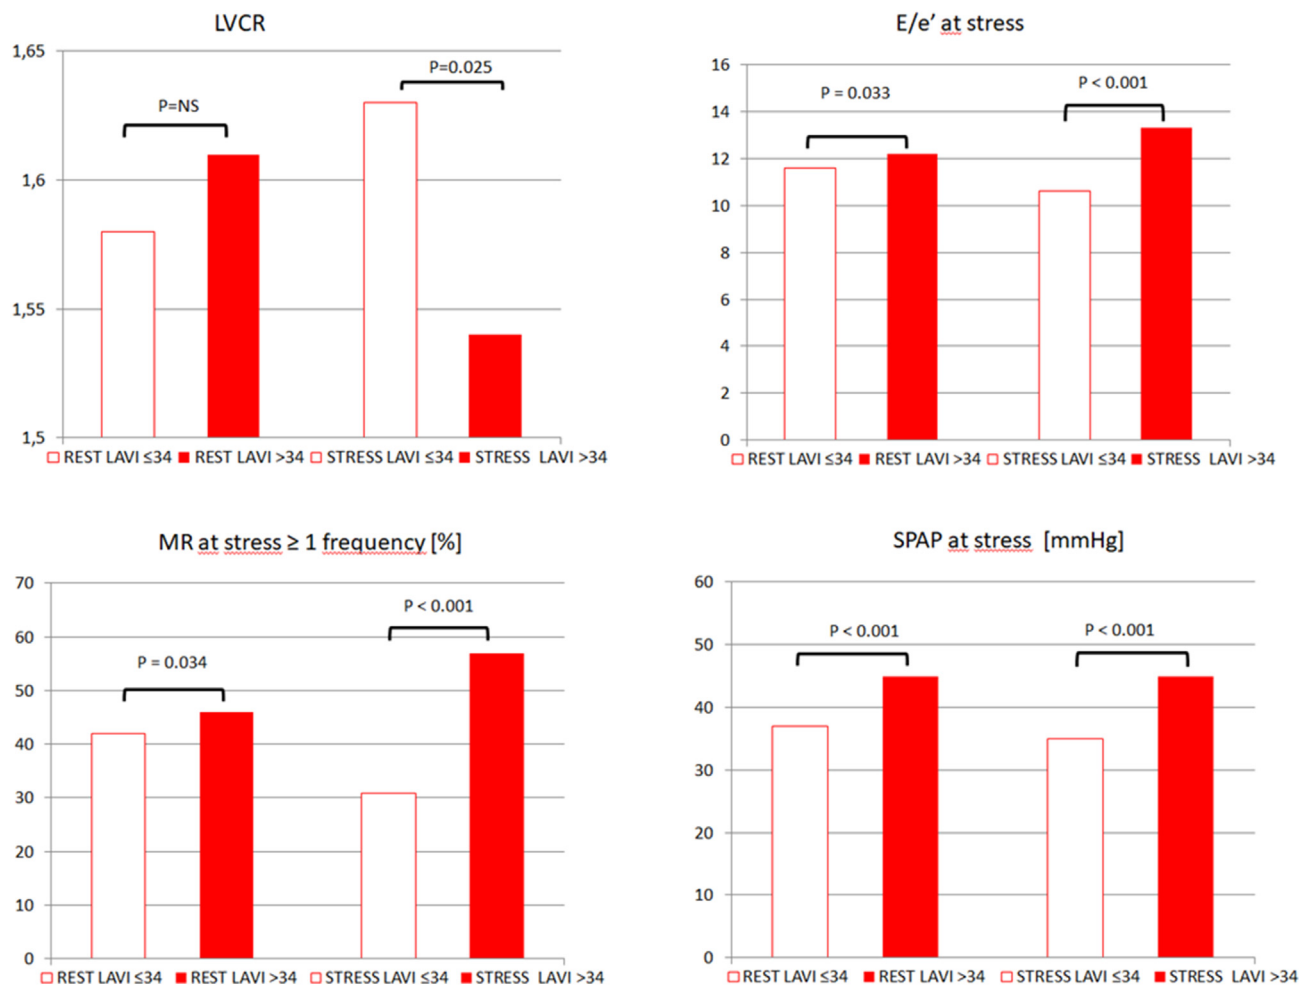 LVCR
1,65
1,6
1,55
1,5
P=NS
P=0.025
REST LAVI ≤34 REST LAVI >34 STRESS LAVI ≤34 STRESS LAVI >34
E/e’ at stress
16
14
12
10
8
6
4
2
0
P = 0.033
P < 0.001
REST LAVI ≤34 REST LAVI >34 STRESS LAVI ≤34 STRESS LAVI >34
MR at stress ≥ 1 frequency [%]
70
60
50
40
30
20
10
0
P = 0.034
P < 0.001
REST LAVI ≤34 REST LAVI >34 STRESS LAVI ≤34 STRESS LAVI >34
SPAP at stress [mmHg]
60
50
40
30
20
10
0
P < 0.001
P < 0.001
REST LAVI ≤34 REST LAVI >34 STRESS LAVI ≤34 STRESS LAVI >34